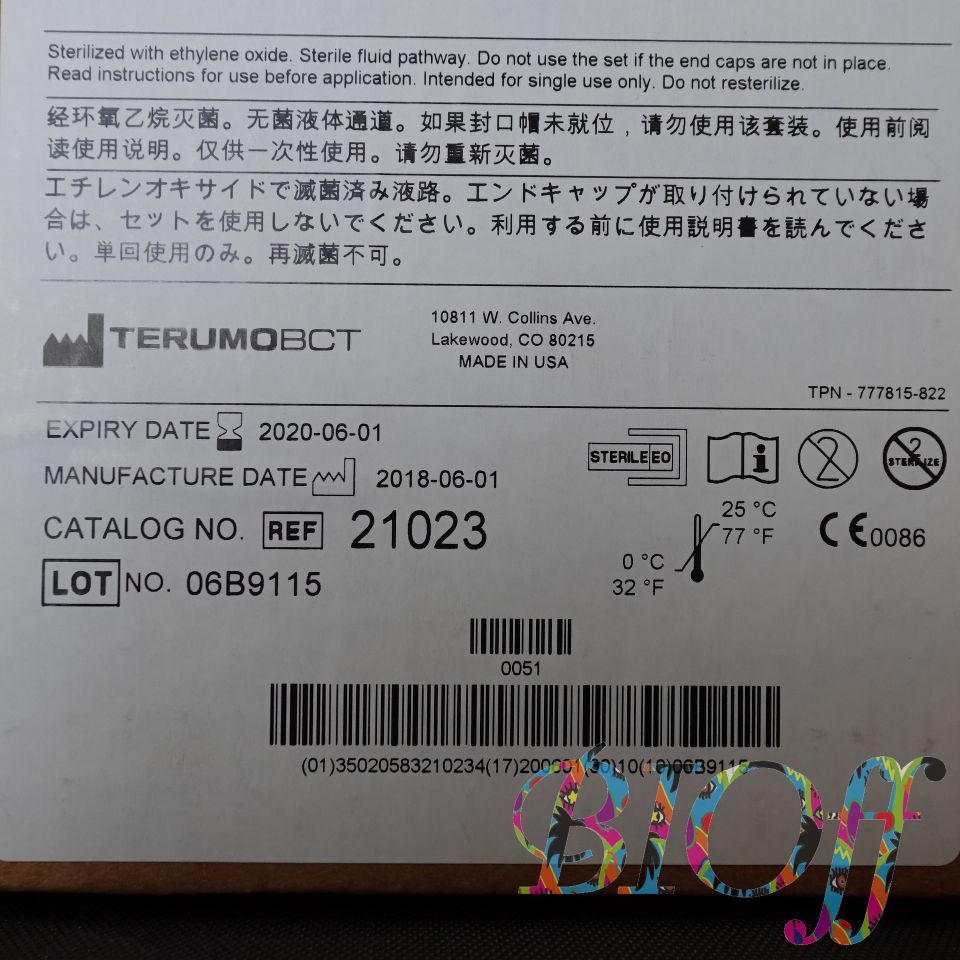 Sterilized with ethylene oxide. Sterile fluid pathway. Do not use the set if the end caps are not in place.
Read instructions for use before application. Intended for single use only. Do not resterilize.
经环氧乙烷灭菌。无菌液体通道。如果封口帽未就位，请勿使用该套装。使用前阅
读使用说明。仅供一次性使用。请勿重新灭菌。
エチレンオキサイドで滅菌済み液路。エンドキャップが取り付けられていない場
合は、セットを使用しないでください。利用する前に使用説明書を読んでくださ
い。単回使用のみ。再滅菌不可。
TERUMOBCT
10811 W. Collins Ave.
Lakewood, CO 80215
MADE IN USA
TPN - 777815-822
EXPIRY DATE 2020-06-01
MANUFACTURE DATE 2018-06-01
STERILE EO
i
2
2
STERILIZE
CATALOG NO. REF 21023
25 °C
77 °F
0 °C
32 °F
CE 0086
LOT NO. 06B9115
0051
(01)35020583210234(17)200601(30)10(10)06B9115
BIOff